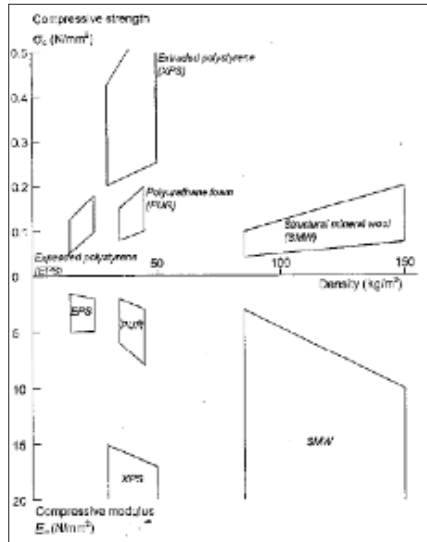 Compressive strength
σc (N/mm²)
0.5
Extruded polystyrene
(XPS)
0.4
0.3
0.2
Polyurethane foam
(PUR)
Structural mineral wool
(SMW)
0.1
Expanded polystyrene
(EPS)
0
50
100
150
Density (kg/m³)
EPS
PUR
5
10
15
SMW
XPS
20
Compressive modulus
(N/mm²)